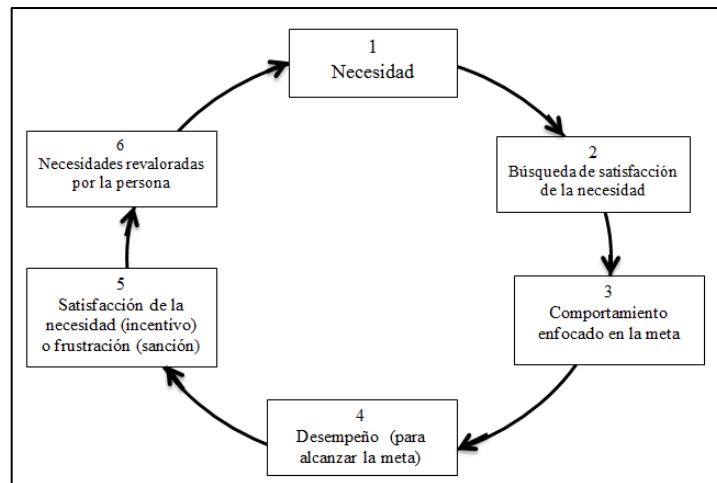 1
Necesidad
2
Búsqueda de satisfacción
de la necesidad
3
Comportamiento
enfocado en la meta
4
Desempeño (para
alcanzar la meta)
5
Satisfacción de la
necesidad (incentivo)
o frustración (sanción)
6
Necesidades revaloradas
por la persona